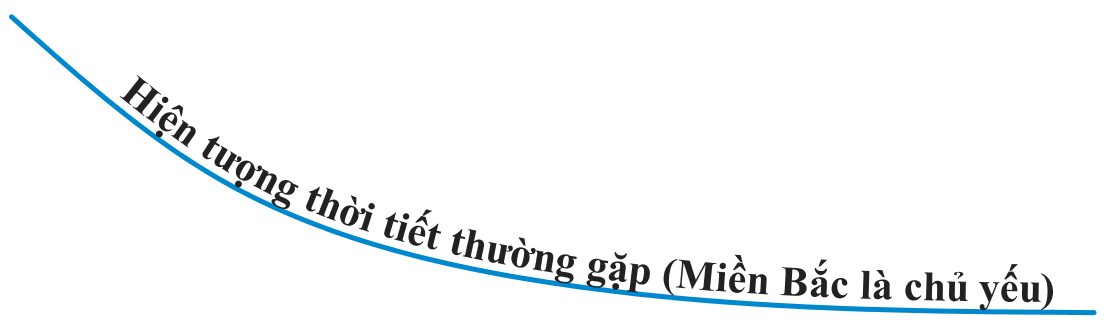 Hiện tượng thời tiết thường gặp (Miền Bắc là chủ yếu)